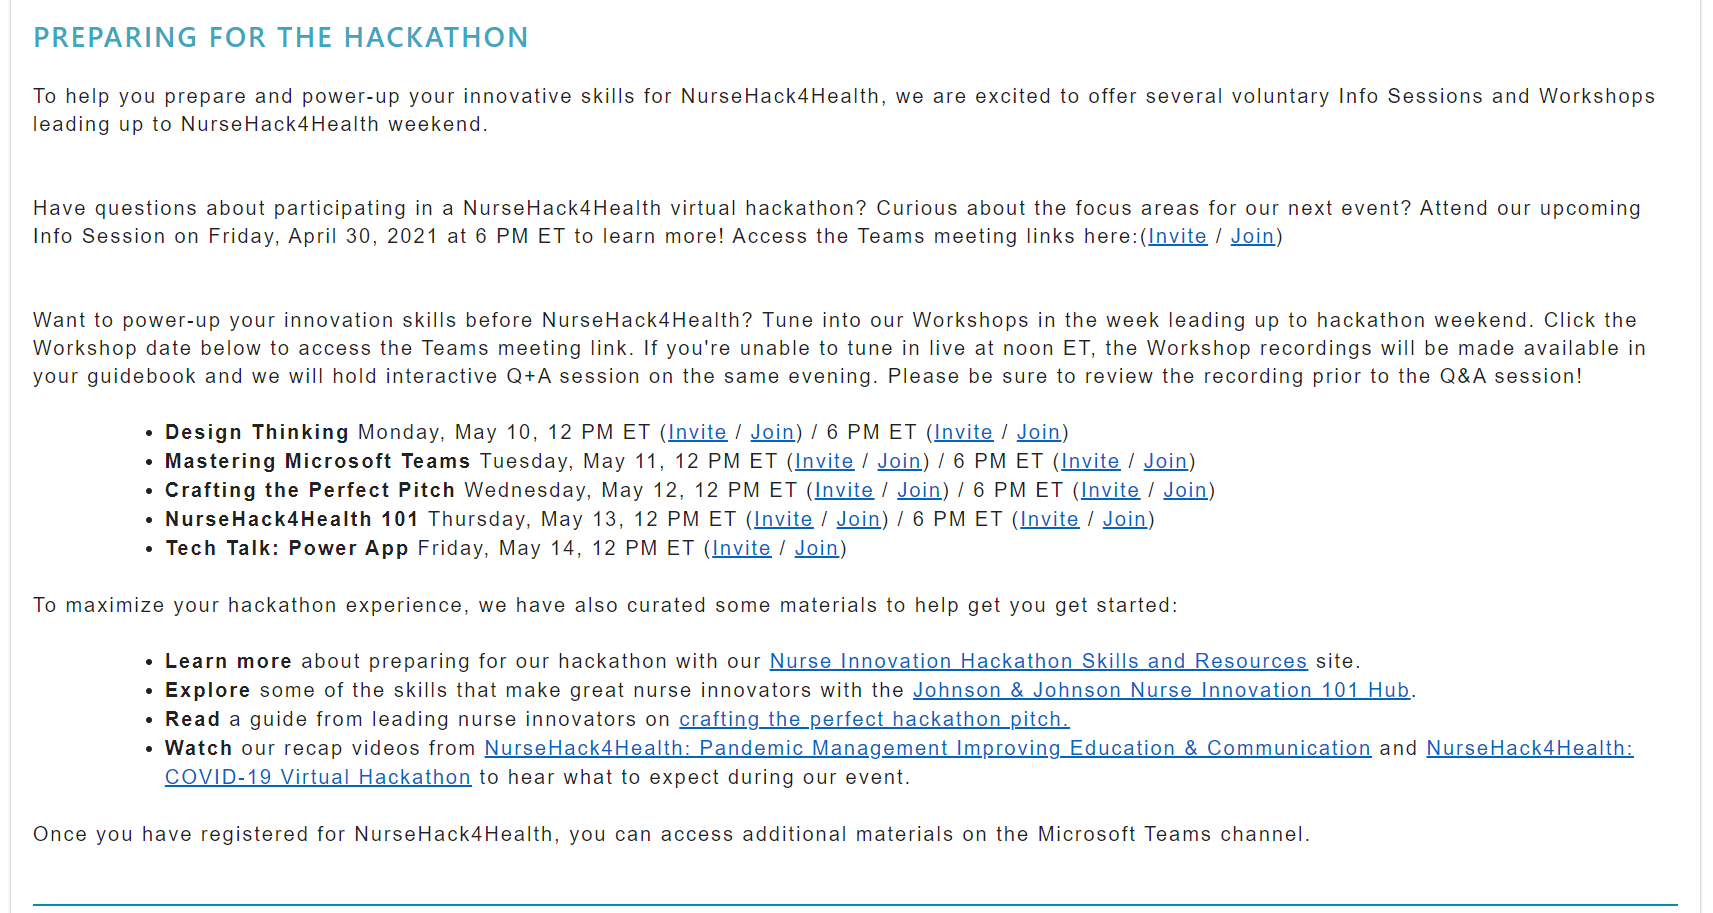 PREPARING FOR THE HACKATHON
To help you prepare and power-up your innovative skills for NurseHack4Health, we are excited to offer several voluntary Info Sessions and Workshops
leading up to NurseHack4Health weekend.
Have questions about participating in a NurseHack4Health virtual hackathon? Curious about the focus areas for our next event? Attend our upcoming
Info Session on Friday, April 30, 2021 at 6 PM ET to learn more! Access the Teams meeting links here:(Invite / Join)
Want to power-up your innovation skills before NurseHack4Health? Tune into our Workshops in the week leading up to hackathon weekend. Click the
Workshop date below to access the Teams meeting link. If you're unable to tune in live at noon ET, the Workshop recordings will be made available in
your guidebook and we will hold interactive Q+A session on the same evening. Please be sure to review the recording prior to the Q&A session!
• Design Thinking Monday, May 10, 12 PM ET (Invite / Join) / 6 PM ET (Invite / Join)
• Mastering Microsoft Teams Tuesday, May 11, 12 PM ET (Invite / Join) / 6 PM ET (Invite / Join)
• Crafting the Perfect Pitch Wednesday, May 12, 12 PM ET (Invite / Join) / 6 PM ET (Invite / Join)
• NurseHack4Health 101 Thursday, May 13, 12 PM ET (Invite / Join) / 6 PM ET (Invite / Join)
• Tech Talk: Power App Friday, May 14, 12 PM ET (Invite / Join)
To maximize your hackathon experience, we have also curated some materials to help get you get started:
• Learn more about preparing for our hackathon with our Nurse Innovation Hackathon Skills and Resources site.
• Explore some of the skills that make great nurse innovators with the Johnson & Johnson Nurse Innovation 101 Hub.
• Read a guide from leading nurse innovators on crafting the perfect hackathon pitch.
• Watch our recap videos from NurseHack4Health: Pandemic Management Improving Education & Communication and NurseHack4Health:
COVID-19 Virtual Hackathon to hear what to expect during our event.
Once you have registered for NurseHack4Health, you can access additional materials on the Microsoft Teams channel.